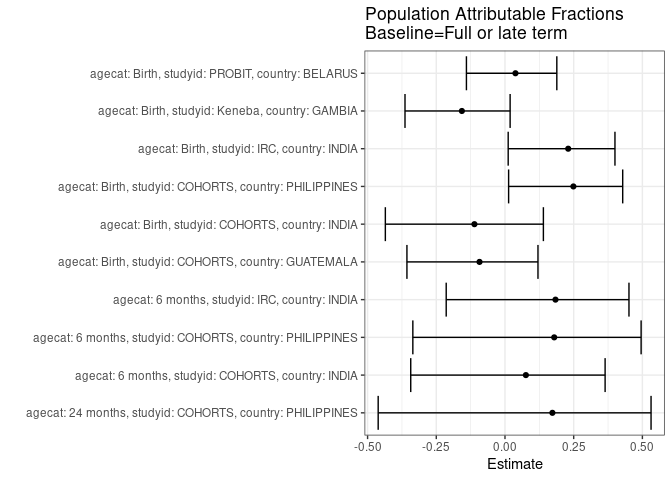 Population Attributable Fractions
Baseline=Full or late term
agecat: Birth, studyid: PROBIT, country: BELARUS
agecat: Birth, studyid: Keneba, country: GAMBIA
agecat: Birth, studyid: IRC, country: INDIA
agecat: Birth, studyid: COHORTS, country: PHILIPPINES
agecat: Birth, studyid: COHORTS, country: INDIA
agecat: Birth, studyid: COHORTS, country: GUATEMALA
agecat: 6 months, studyid: IRC, country: INDIA
agecat: 6 months, studyid: COHORTS, country: PHILIPPINES
agecat: 6 months, studyid: COHORTS, country: INDIA
agecat: 24 months, studyid: COHORTS, country: PHILIPPINES
-0.50 -0.25 0.00 0.25 0.50
Estimate